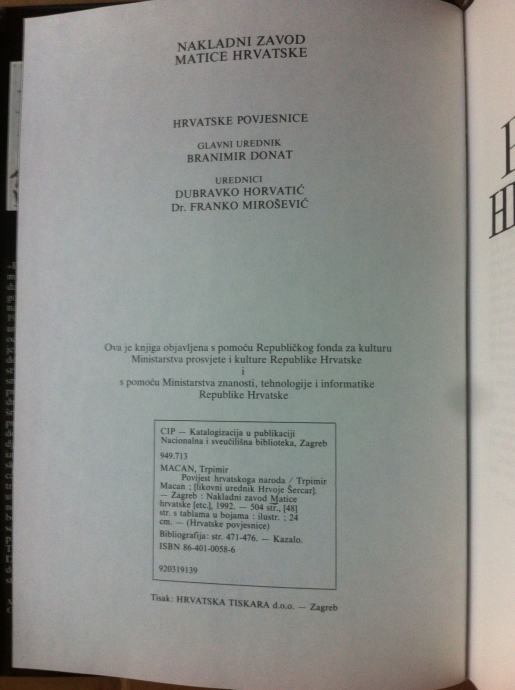 NAKLADNI ZAVOD
MATICE HRVATSKE
HRVATSKE POVJESNICE
GLAVNI UREDNIK
BRANIMIR DONAT
UREDNICI
DUBRAVKO HORVATIĆ
Dr. FRANKO MIROŠEVIĆ
Ova je knjiga objavljena s pomoću Republičkog fonda za kulturu
Ministarstva prosvjete i kulture Republike Hrvatske
i
s pomoću Ministarstva znanosti, tehnologije i informatike
Republike Hrvatske
CIP — Katalogizacija u publikaciji
Nacionalna i sveučilišna biblioteka, Zagreb
949.713
MACAN, Trpimir
Povijest hrvatskoga naroda / Trpimir
Macan ; [likovni urednik Hrvoje Šercar].
— Zagreb : Nakladni zavod Matice
hrvatske [etc.], 1992. — 504 str., [48]
str. s tablama u bojama : ilustr. ; 24
cm. — (Hrvatske povjesnice)
Bibliografija: str. 471-476. — Kazalo.
ISBN 86-401-0058-6
920319139
Tisak: HRVATSKA TISKARA d.o.o. — Zagreb